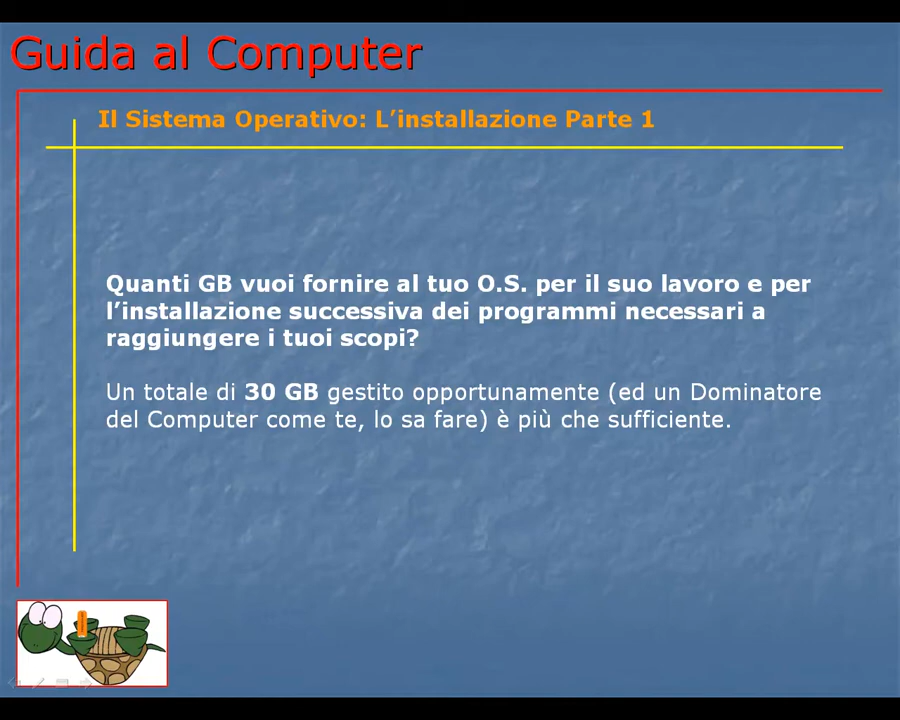 Guida al Computer
Il Sistema Operativo: L’installazione Parte 1
Quanti GB vuoi fornire al tuo O.S. per il suo lavoro e per
l’installazione successiva dei programmi necessari a
raggiungere i tuoi scopi?
Un totale di 30 GB gestito opportunamente (ed un Dominatore
del Computer come te, lo sa fare) è più che sufficiente.